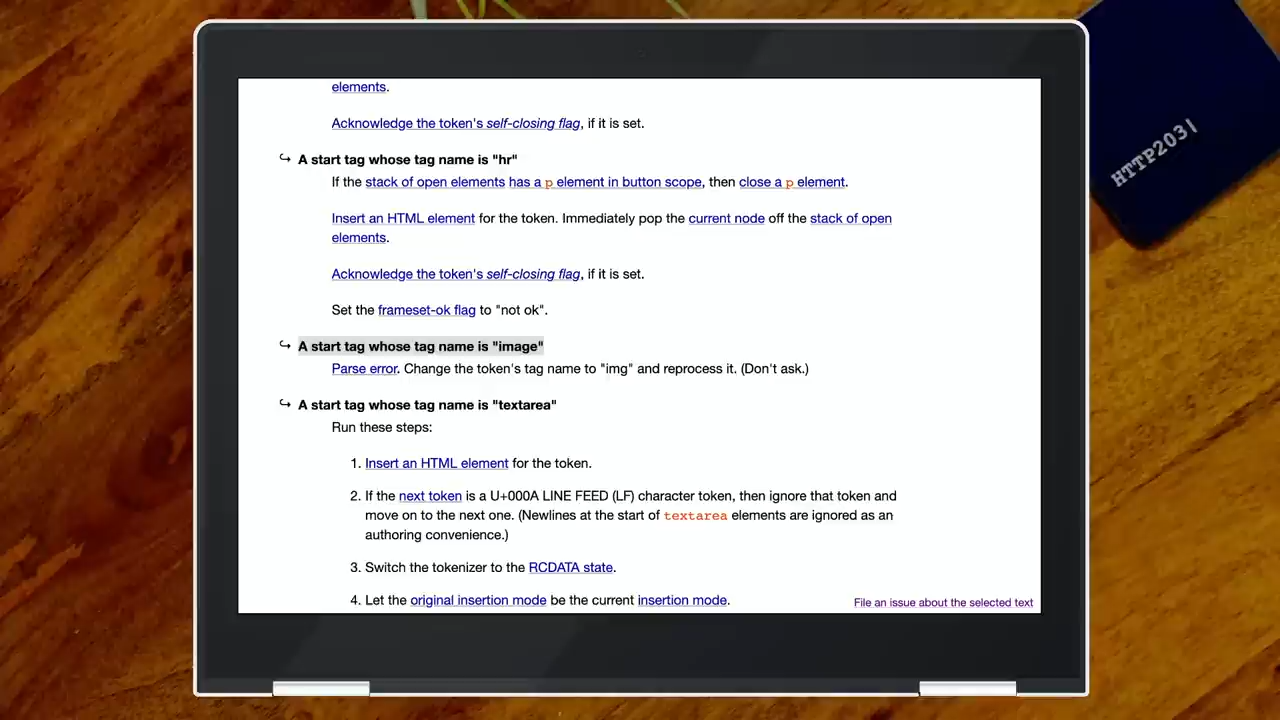 elements.
Acknowledge the token's self-closing flag, if it is set.
↪ A start tag whose tag name is "hr"
If the stack of open elements has a p element in button scope, then close a p element.
Insert an HTML element for the token. Immediately pop the current node off the stack of open
elements.
Acknowledge the token's self-closing flag, if it is set.
Set the frameset-ok flag to "not ok".
↪ A start tag whose tag name is "image"
Parse error. Change the token's tag name to "img" and reprocess it. (Don't ask.)
↪ A start tag whose tag name is "textarea"
Run these steps:
1. Insert an HTML element for the token.
2. If the next token is a U+000A LINE FEED (LF) character token, then ignore that token and
move on to the next one. (Newlines at the start of textarea elements are ignored as an
authoring convenience.)
3. Switch the tokenizer to the RCDATA state.
4. Let the original insertion mode be the current insertion mode.
File an issue about the selected text
HTTP203|